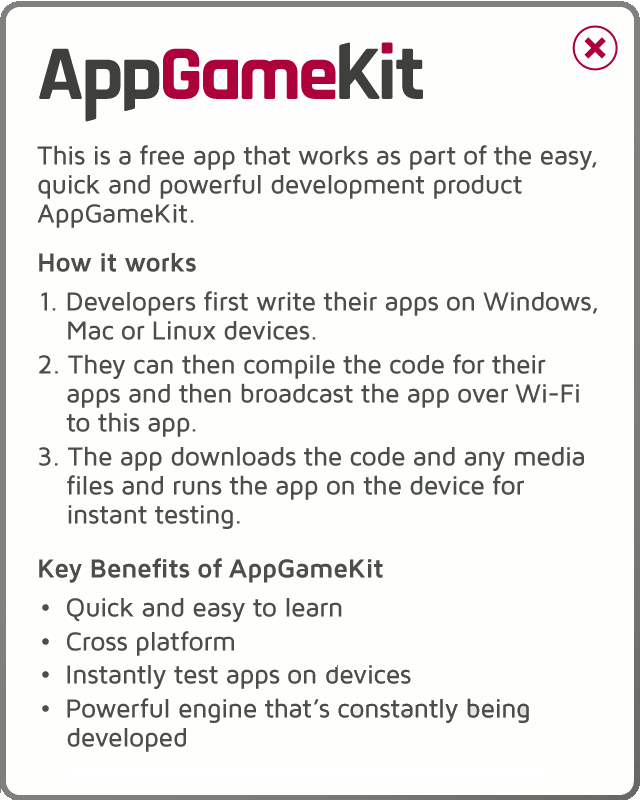 AppGameKit
This is a free app that works as part of the easy,
quick and powerful development product
AppGameKit.
How it works
1. Developers first write their apps on Windows,
Mac or Linux devices.
2. They can then compile the code for their
apps and then broadcast the app over Wi-Fi
to this app.
3. The app downloads the code and any media
files and runs the app on the device for
instant testing.
Key Benefits of AppGameKit
• Quick and easy to learn
• Cross platform
• Instantly test apps on devices
• Powerful engine that's constantly being
developed